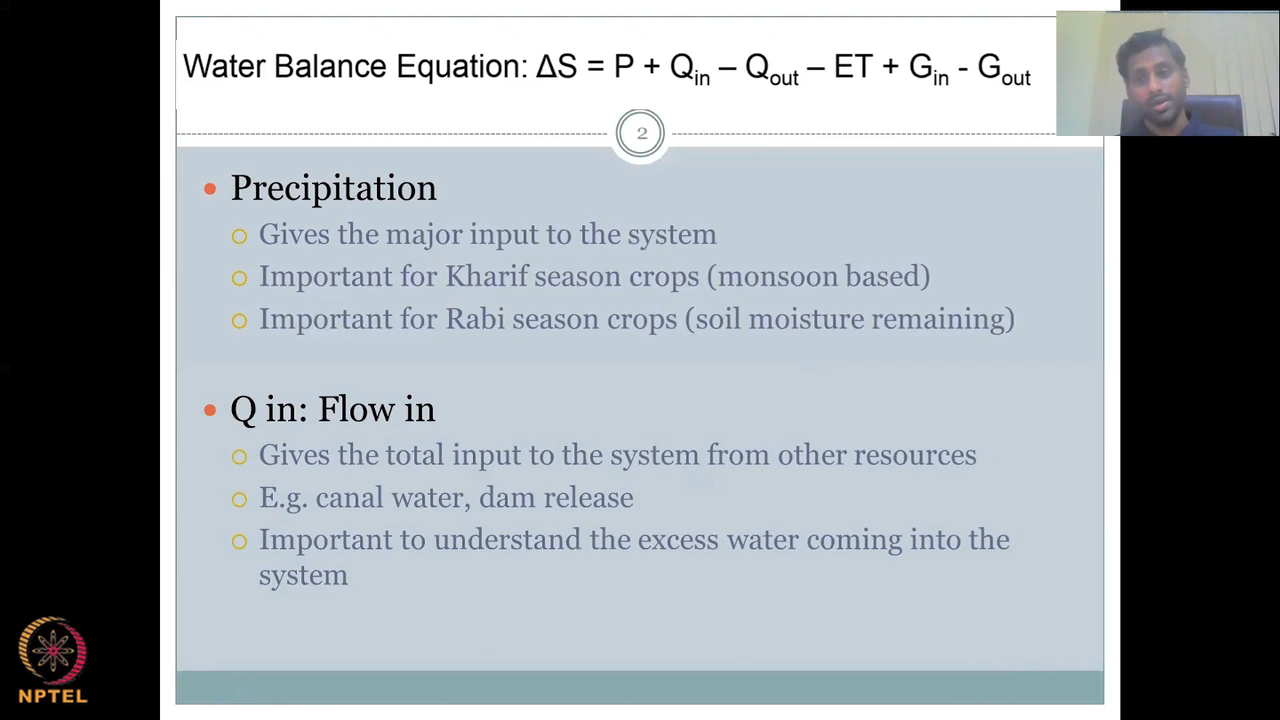 Water Balance Equation: ΔS = P + Qin – Qout – ET + Gin - Gout
2
Precipitation
Gives the major input to the system
Important for Kharif season crops (monsoon based)
Important for Rabi season crops (soil moisture remaining)
Q in: Flow in
Gives the total input to the system from other resources
E.g. canal water, dam release
Important to understand the excess water coming into the
system
NPTEL